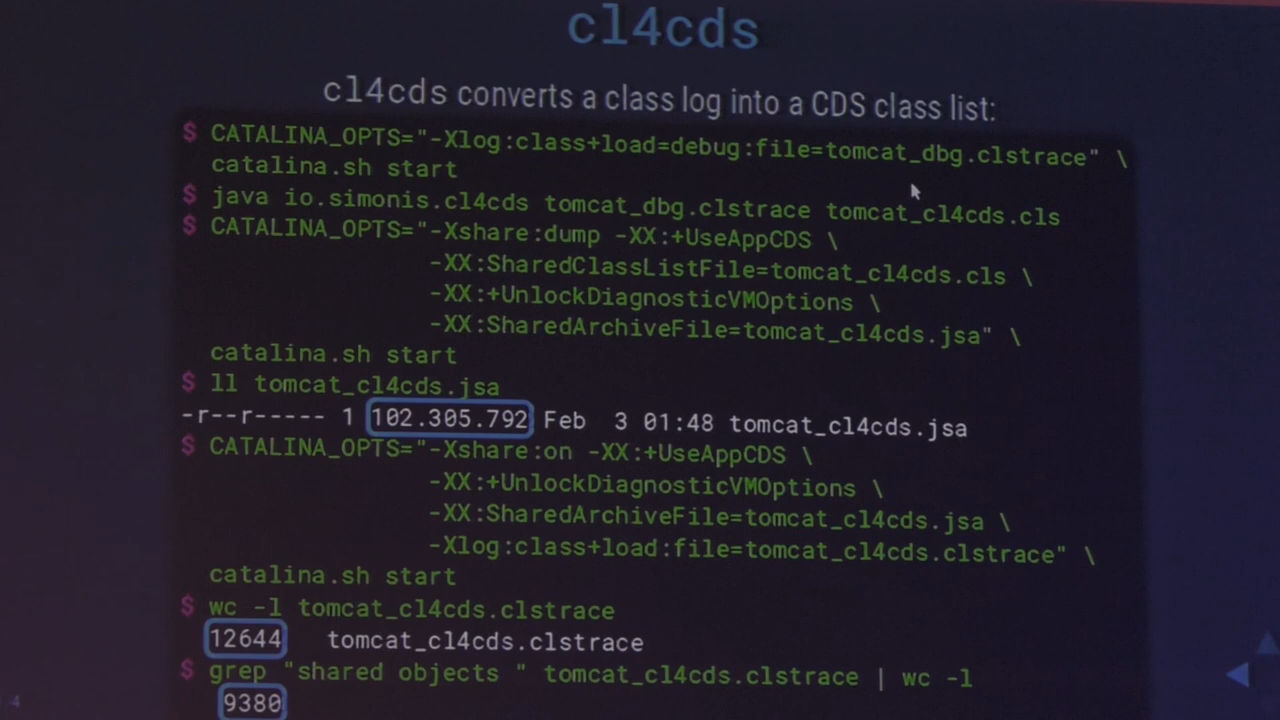 cl4cds
cl4cds converts a class log into a CDS class list:
$ CATALINA_OPTS="-Xlog:class+load=debug:file=tomcat_dbg.clstrace" \
catalina.sh start
$ java io.simonis.cl4cds tomcat_dbg.clstrace tomcat_cl4cds.cls
$ CATALINA_OPTS="-Xshare:dump -XX:+UseAppCDS \
-XX:SharedClassListFile=tomcat_cl4cds.cls \
-XX:+UnlockDiagnosticVMOptions \
-XX:SharedArchiveFile=tomcat_cl4cds.jsa" \
catalina.sh start
$ ll tomcat_cl4cds.jsa
-r--r----- 1 102.305.792 Feb  3 01:48 tomcat_cl4cds.jsa
$ CATALINA_OPTS="-Xshare:on -XX:+UseAppCDS \
-XX:+UnlockDiagnosticVMOptions \
-XX:SharedArchiveFile=tomcat_cl4cds.jsa \
-Xlog:class+load:file=tomcat_cl4cds.clstrace" \
catalina.sh start
$ wc -l tomcat_cl4cds.clstrace
12644   tomcat_cl4cds.clstrace
$ grep "shared objects " tomcat_cl4cds.clstrace | wc -l
9380